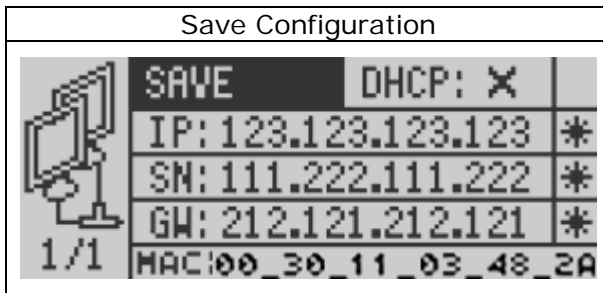 Save Configuration
SAVE DHCP: X
IP: 123.123.123.123 *
SN: 111.222.111.222 *
GW: 212.121.212.121 *
1/1 MAC:00_30_11_03_48_2A